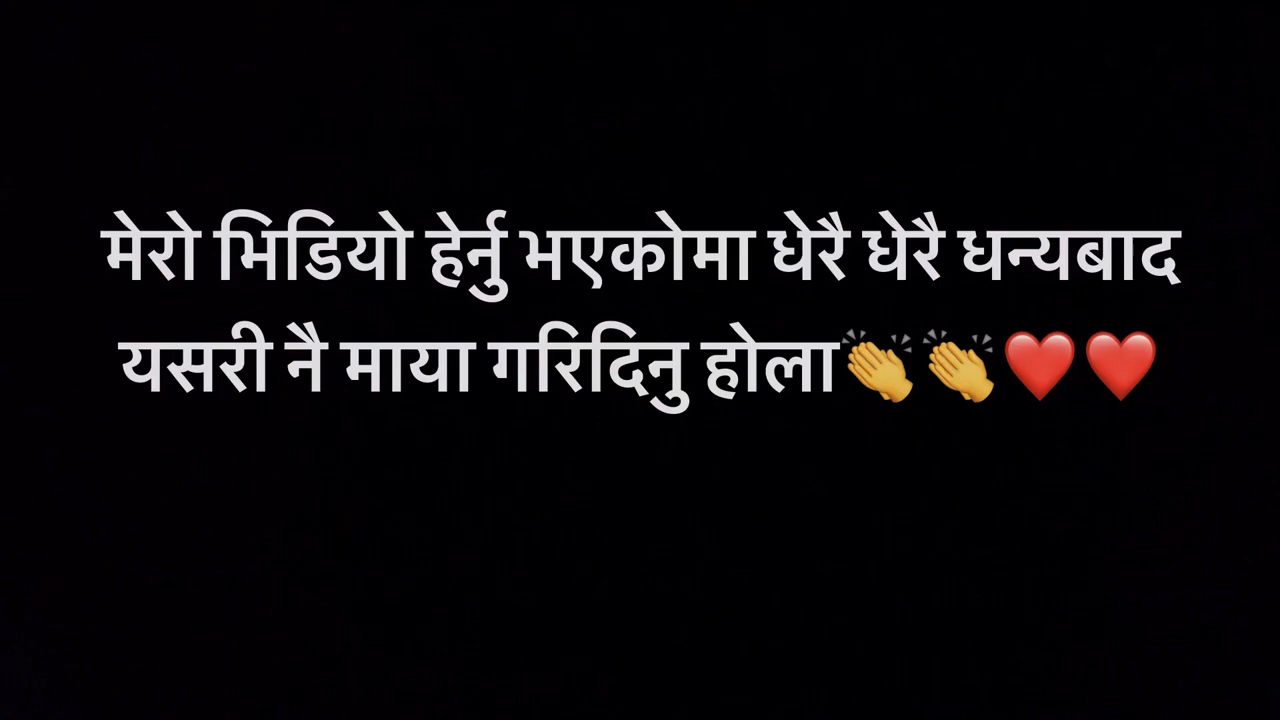 मेरो भिडियो हेर्नु भएकोमा धेरै धेरै धन्यबाद
यसरी नै माया गरिदिनु होला👏👏❤️❤️